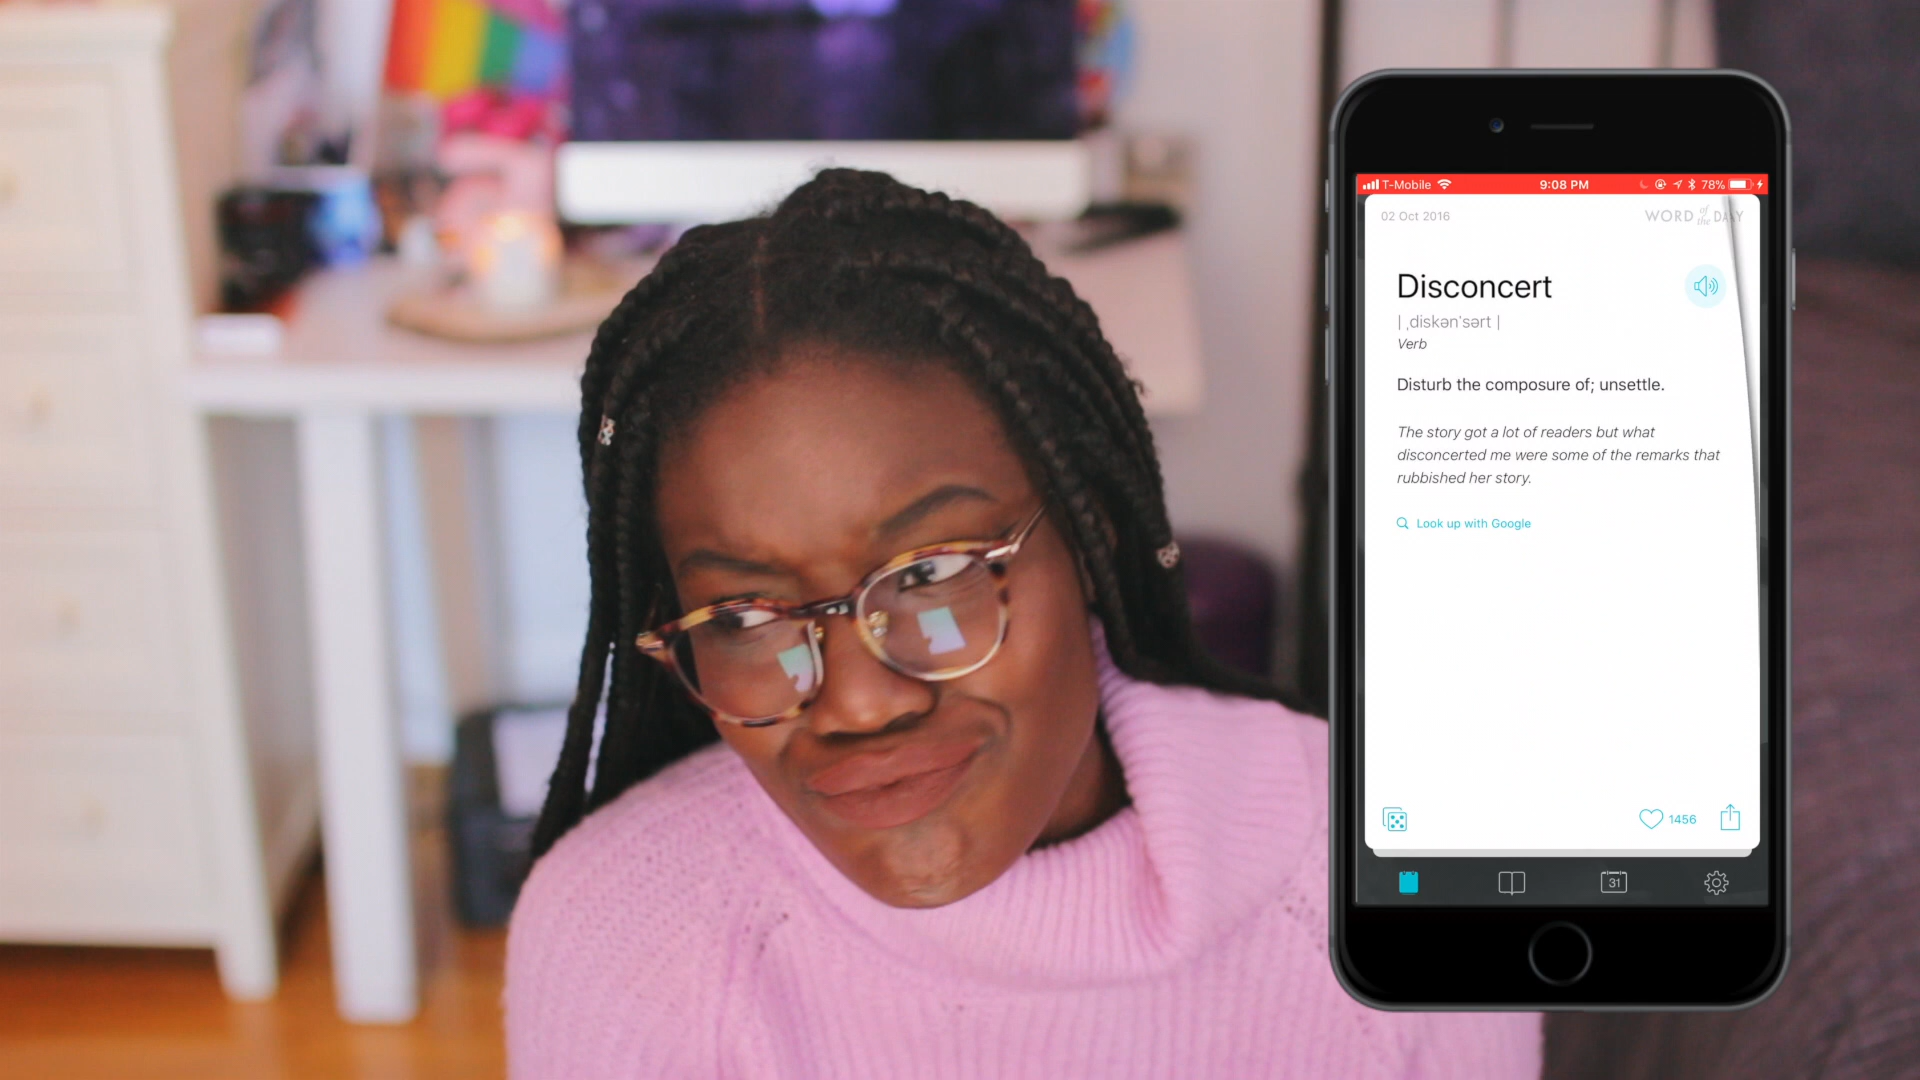 T-Mobile 9:08 PM 78%
02 Oct 2016 WORD of the DAY
Disconcert
| ˌdiskənˈsərt |
Verb
Disturb the composure of; unsettle.
The story got a lot of readers but what
disconcerted me were some of the remarks that
rubbished her story.
Look up with Google
1456
31